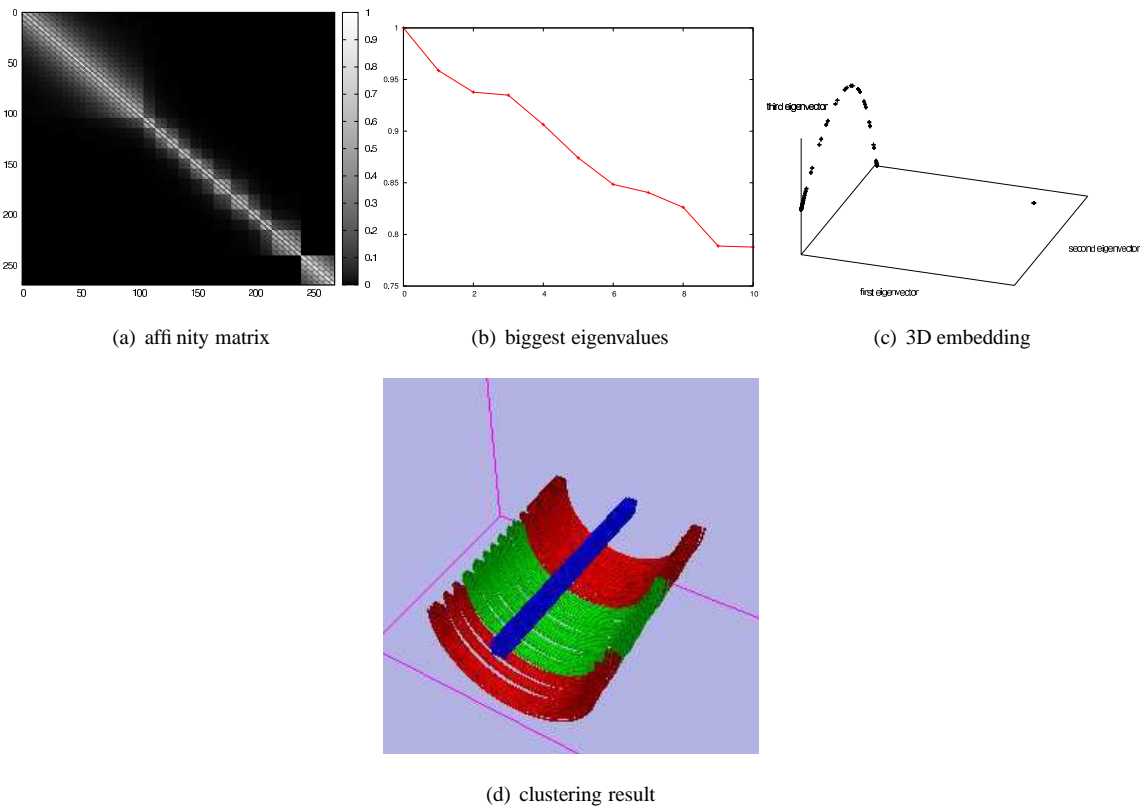 0
50
100
150
200
250
0 50 100 150 200 250
1
0.9
0.8
0.7
0.6
0.5
0.4
0.3
0.2
0.1
0
1
0.95
0.9
0.85
0.8
0.75
0 2 4 6 8 10
third eigenvector
second eigenvector
first eigenvector
(a) affi nity matrix
(b) biggest eigenvalues
(c) 3D embedding
(d) clustering result